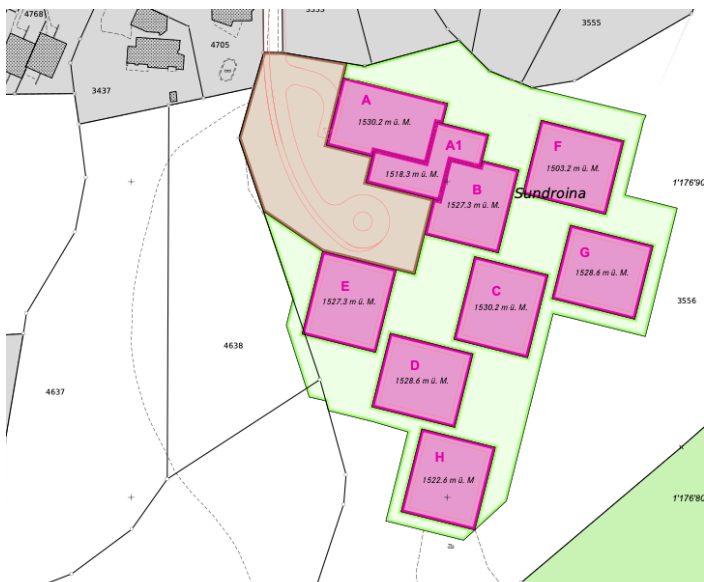 4768
3353
3555
4705
3437
A
1530.2 m ü. M.
A1
F
1503.2 m ü. M.
1518.3 m ü. M.
B
1527.3 m ü. M.
Sundroina
1'176'90
G
1528.6 m ü. M.
E
1527.3 m ü. M.
C
1530.2 m ü. M.
3556
4638
D
1528.6 m ü. M.
4637
H
1522.6 m ü. M
1'176'80